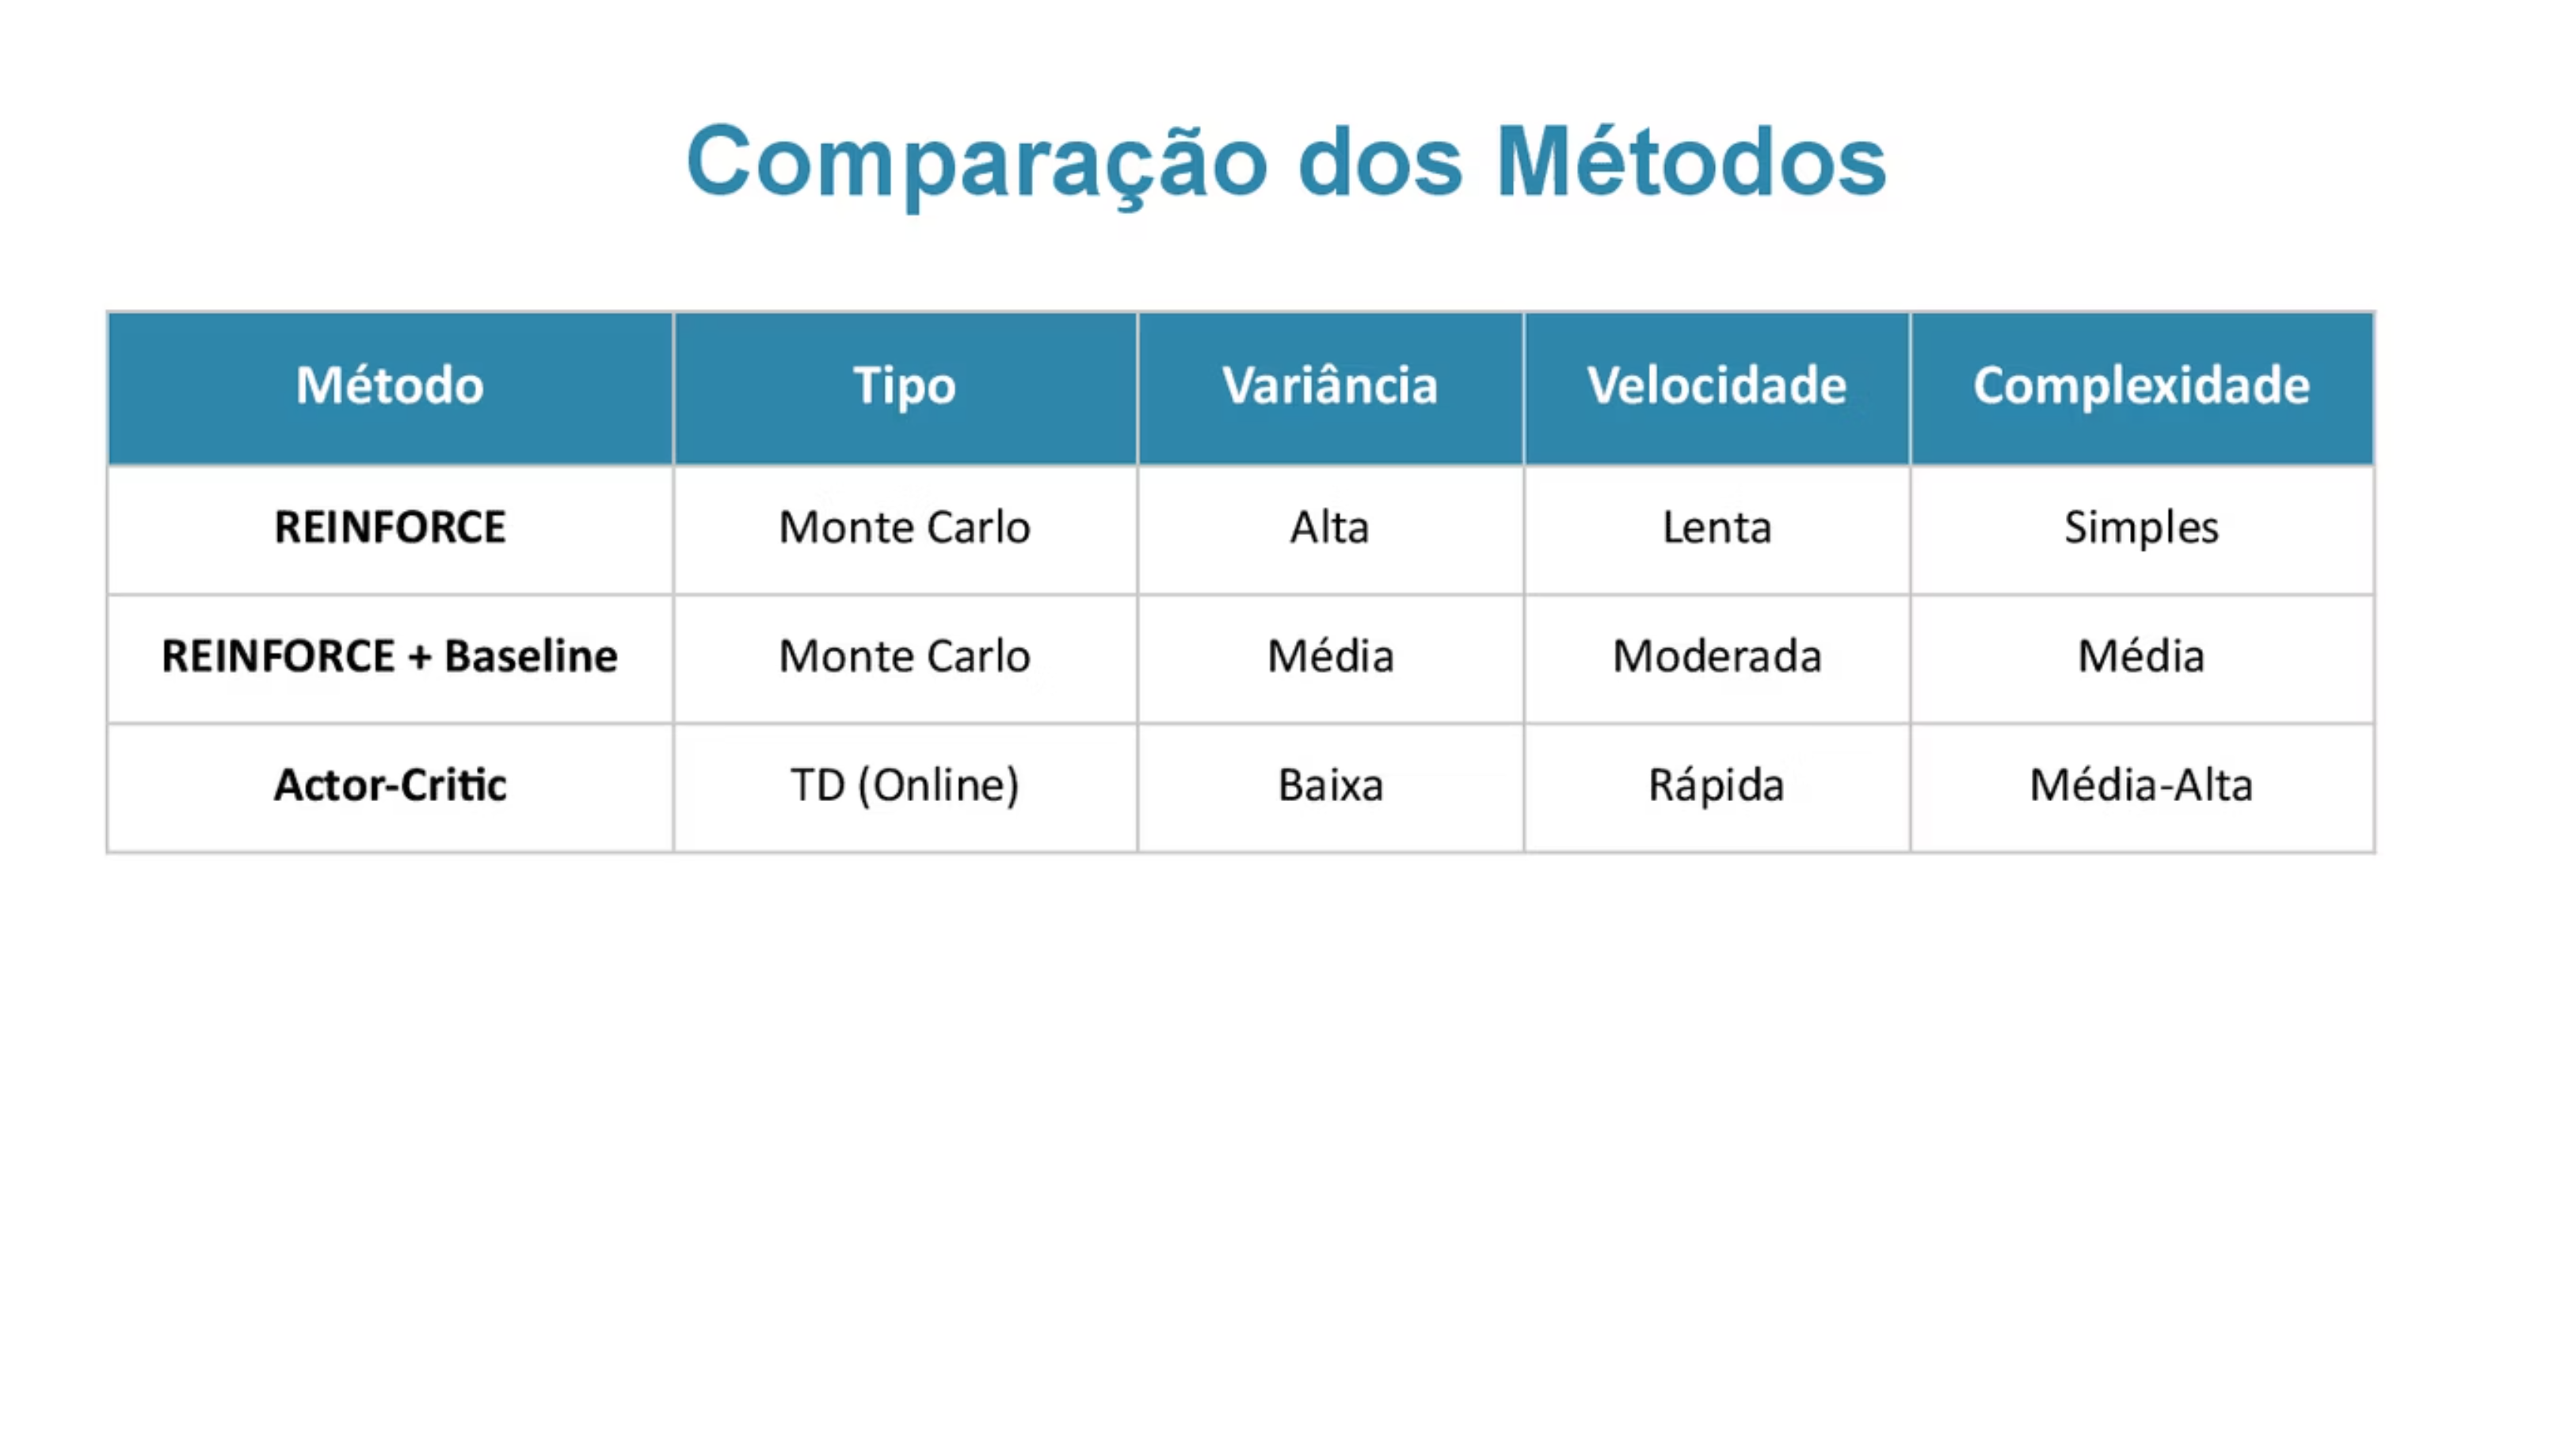 Comparação dos Métodos
Método Tipo Variância Velocidade Complexidade
REINFORCE Monte Carlo Alta Lenta Simples
REINFORCE + Baseline Monte Carlo Média Moderada Média
Actor-Critic TD (Online) Baixa Rápida Média-Alta